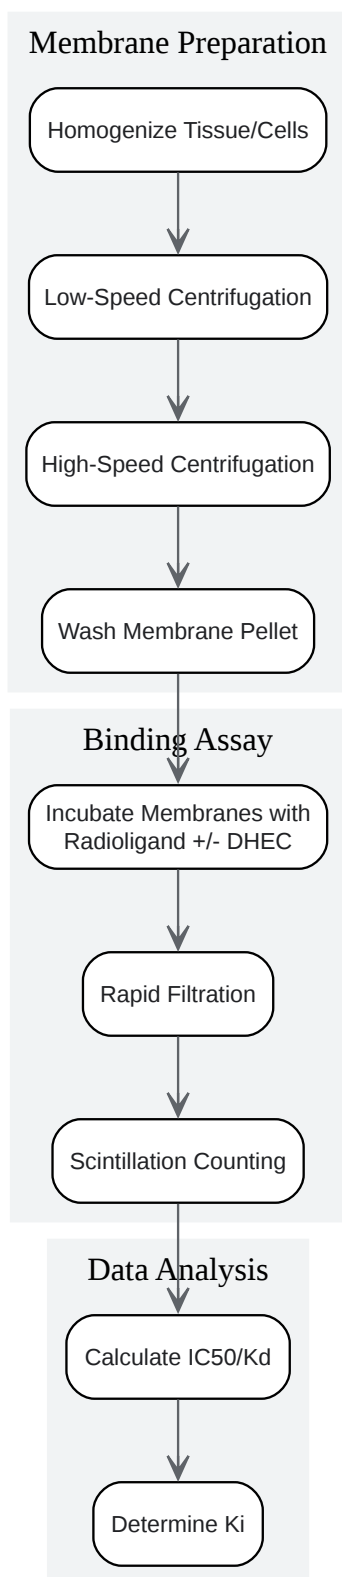 Membrane Preparation
Homogenize Tissue/Cells
Low-Speed Centrifugation
High-Speed Centrifugation
Wash Membrane Pellet
Binding Assay
Incubate Membranes with
Radioligand +/- DHEC
Rapid Filtration
Scintillation Counting
Data Analysis
Calculate IC50/Kd
Determine Ki